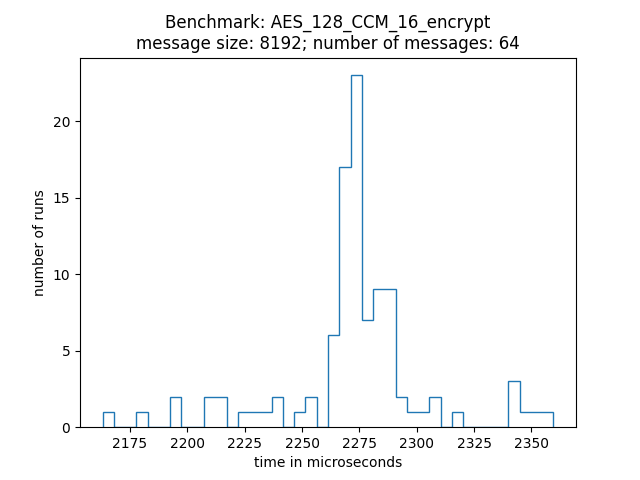 Benchmark: AES_128_CCM_16_encrypt
message size: 8192; number of messages: 64
number of runs
20
15
10
5
0
2175 2200 2225 2250 2275 2300 2325 2350
time in microseconds